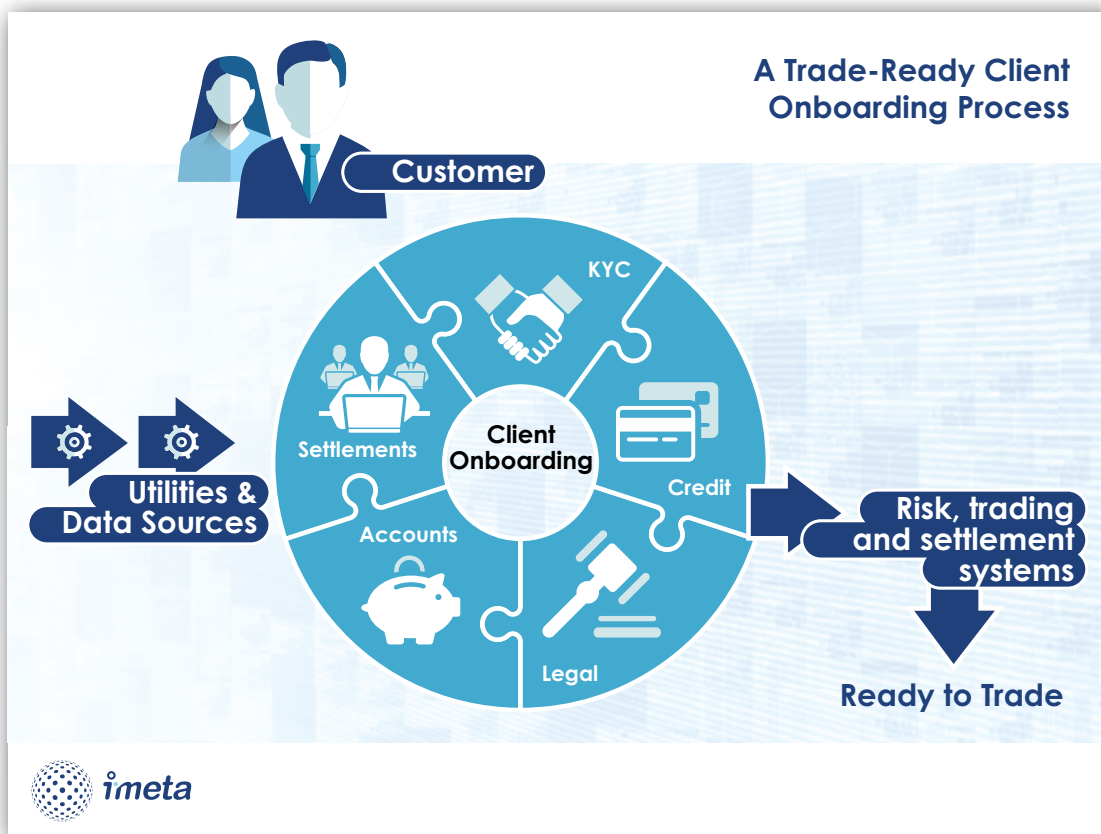 A Trade-Ready Client
Onboarding Process
Customer
KYC
Settlements
Client
Onboarding
Credit
Utilities &
Data Sources
Accounts
Risk, trading
and settlement
systems
Legal
Ready to Trade
imeta